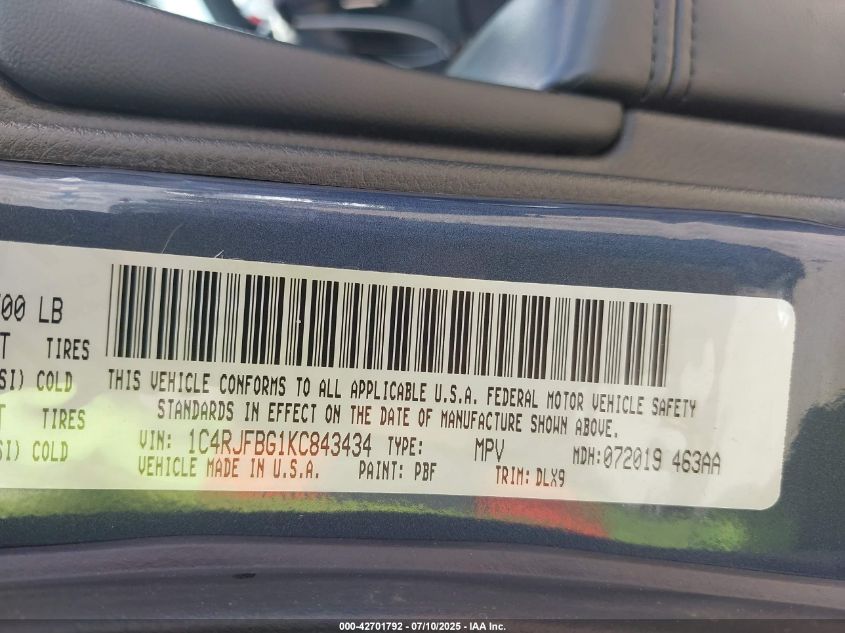 00 LB
TIRES
SI) COLD
THIS VEHICLE CONFORMS TO ALL APPLICABLE U.S.A. FEDERAL MOTOR VEHICLE SAFETY
STANDARDS IN EFFECT ON THE DATE OF MANUFACTURE SHOWN ABOVE.
TIRES
SI) COLD
VIN: 1C4RJFBG1KC843434 TYPE: MPV MDH:072019 463AA
VEHICLE MADE IN U.S.A. PAINT: PBF TRIM: DLX9
000-42701792 - 07/10/2025 - IAA Inc.